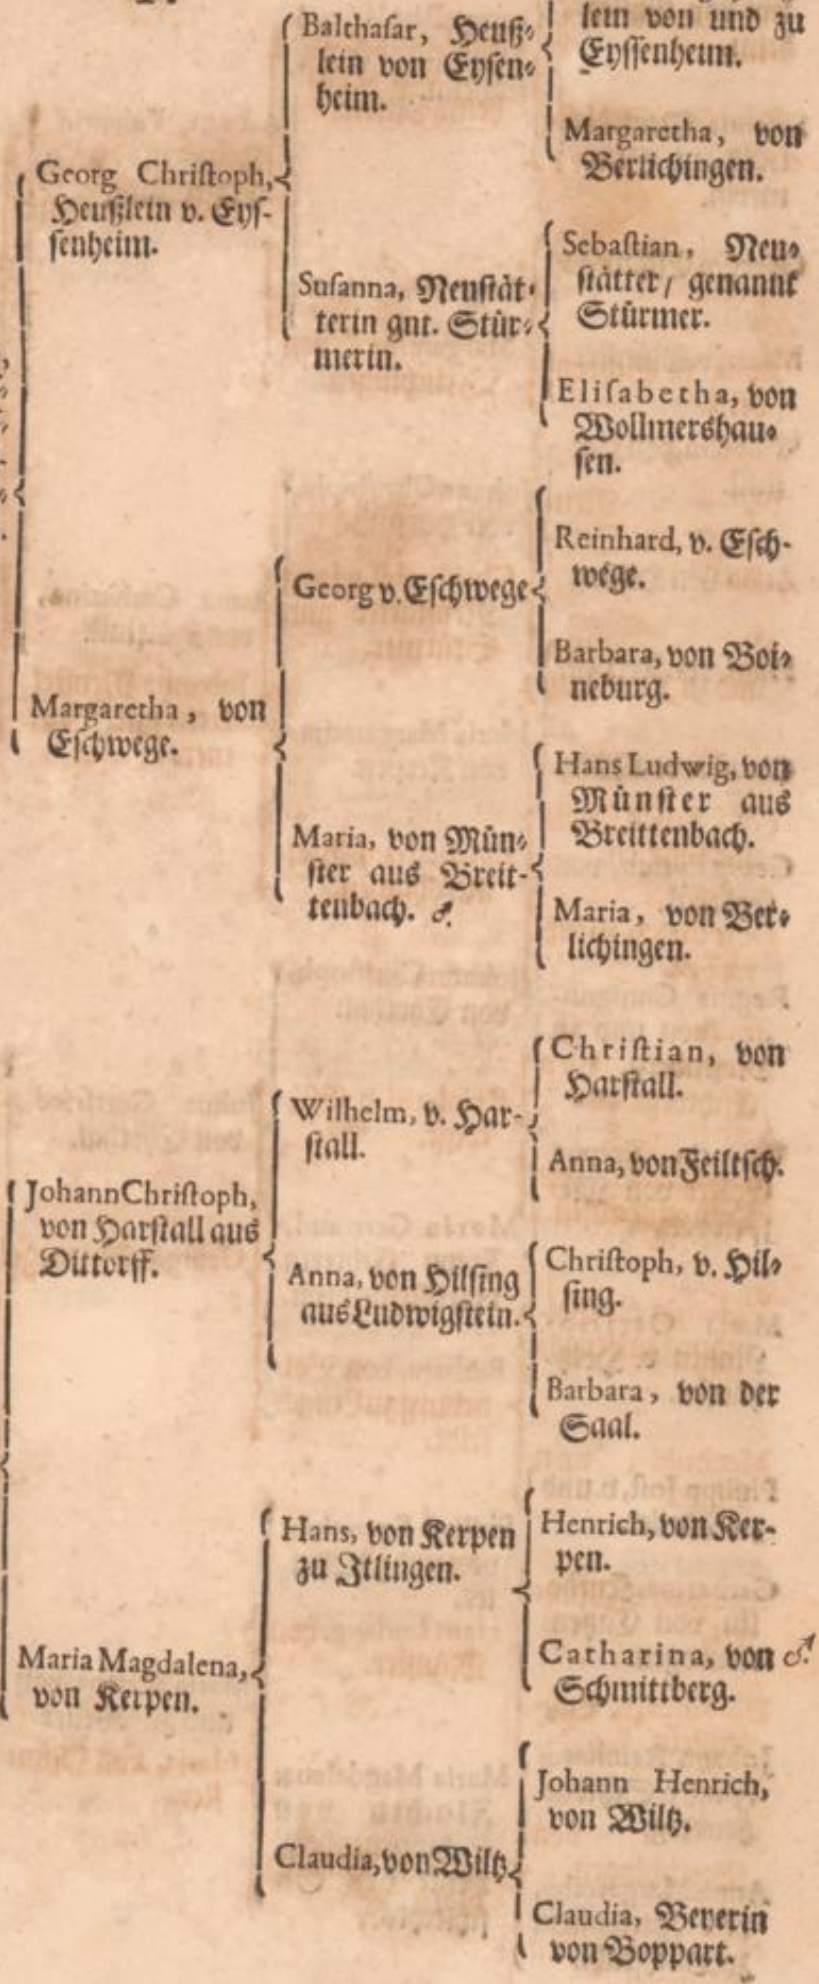 Georg Christoph,
Heußlein v. Eys-
senheim.
Margaretha, von
Eschwege.
Johann Christoph,
von Harstall aus
Dittorff.
Maria Magdalena,
von Kerpen.
Balthasar, Heuß-
lein von Eysen-
heim.
Susanna, Neustät-
terin gnt. Stür-
merin.
Georg v. Eschwege
Maria, von Mün-
ster aus Breit-
tenbach.
Wilhelm, v. Har-
stall.
Anna, von Hilsing
aus Ludwigstein.
Hans, von Kerpen
zu Itlingen.
Claudia, von Wiltz
lein von und zu
Eyssenheim.
Margaretha, von
Berlichingen.
Sebastian, Neu-
stätter/ genannt
Stürmer.
Elisabetha, von
Wollmershau-
sen.
Reinhard, v. Esch-
wege.
Barbara, von Boi-
neburg.
Hans Ludwig, von
Münster aus
Breittenbach.
Maria, von Ber-
lichingen.
Christian, von
Harstall.
Anna, von Feiltsch.
Christoph, v. Hil-
sing.
Barbara, von der
Saal.
Henrich, von Ker-
pen.
Catharina, von
Schmittberg.
Johann Henrich,
von Wiltz.
Claudia, Beyerin
von Boppart.